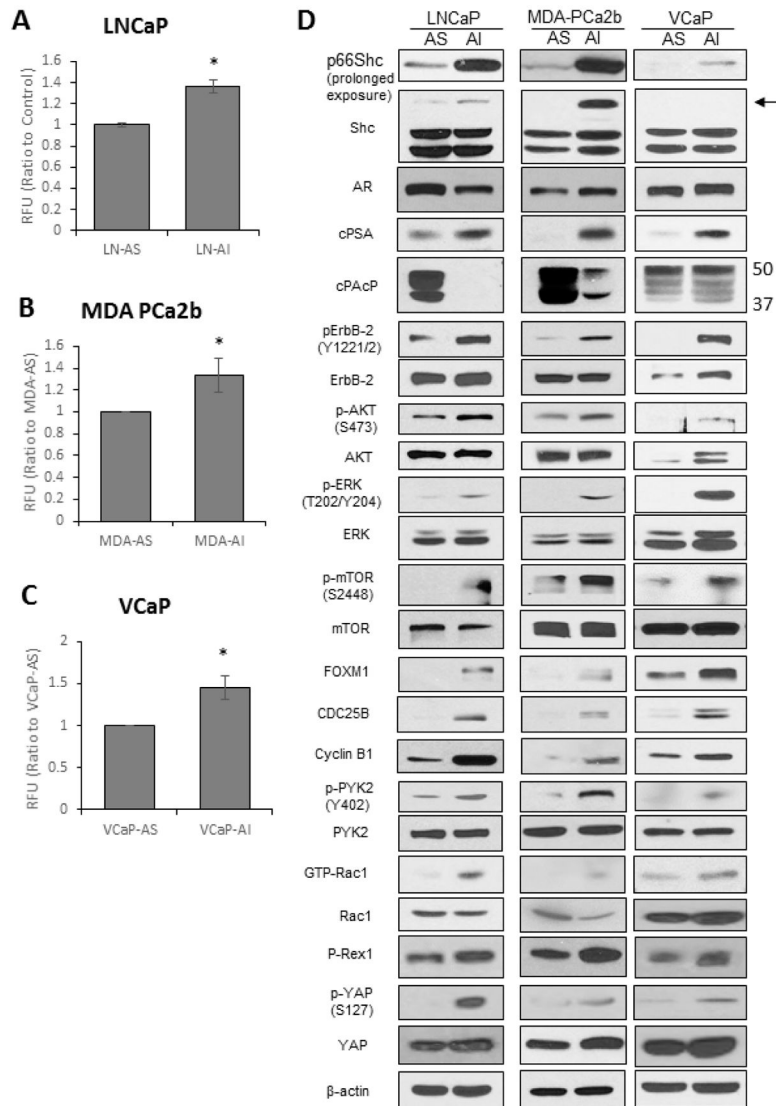 A
LNCaP
RFU (Ratio to Control)
1.6
1.4
1.2
1
0.8
0.6
0.4
0.2
0
*
LN-AS
LN-AI
B
MDA PCa2b
RFU (Ratio to MDA-AS)
1.6
1.4
1.2
1
0.8
0.6
0.4
0.2
0
*
MDA-AS
MDA-AI
C
VCaP
RFU (Ratio to VCaP-AS)
2
1.5
1
0.5
0
*
VCaP-AS
VCaP-AI
D
LNCaP MDA-PCa2b VCaP
AS AI AS AI AS AI
p66Shc
(prolonged
exposure)
Shc
AR
cPSA
cPAcP
50
37
pErbB-2
(Y1221/2)
ErbB-2
p-AKT
(S473)
AKT
p-ERK
(T202/Y204)
ERK
p-mTOR
(S2448)
mTOR
FOXM1
CDC25B
Cyclin B1
p-PYK2
(Y402)
PYK2
GTP-Rac1
Rac1
P-Rex1
p-YAP
(S127)
YAP
β-actin